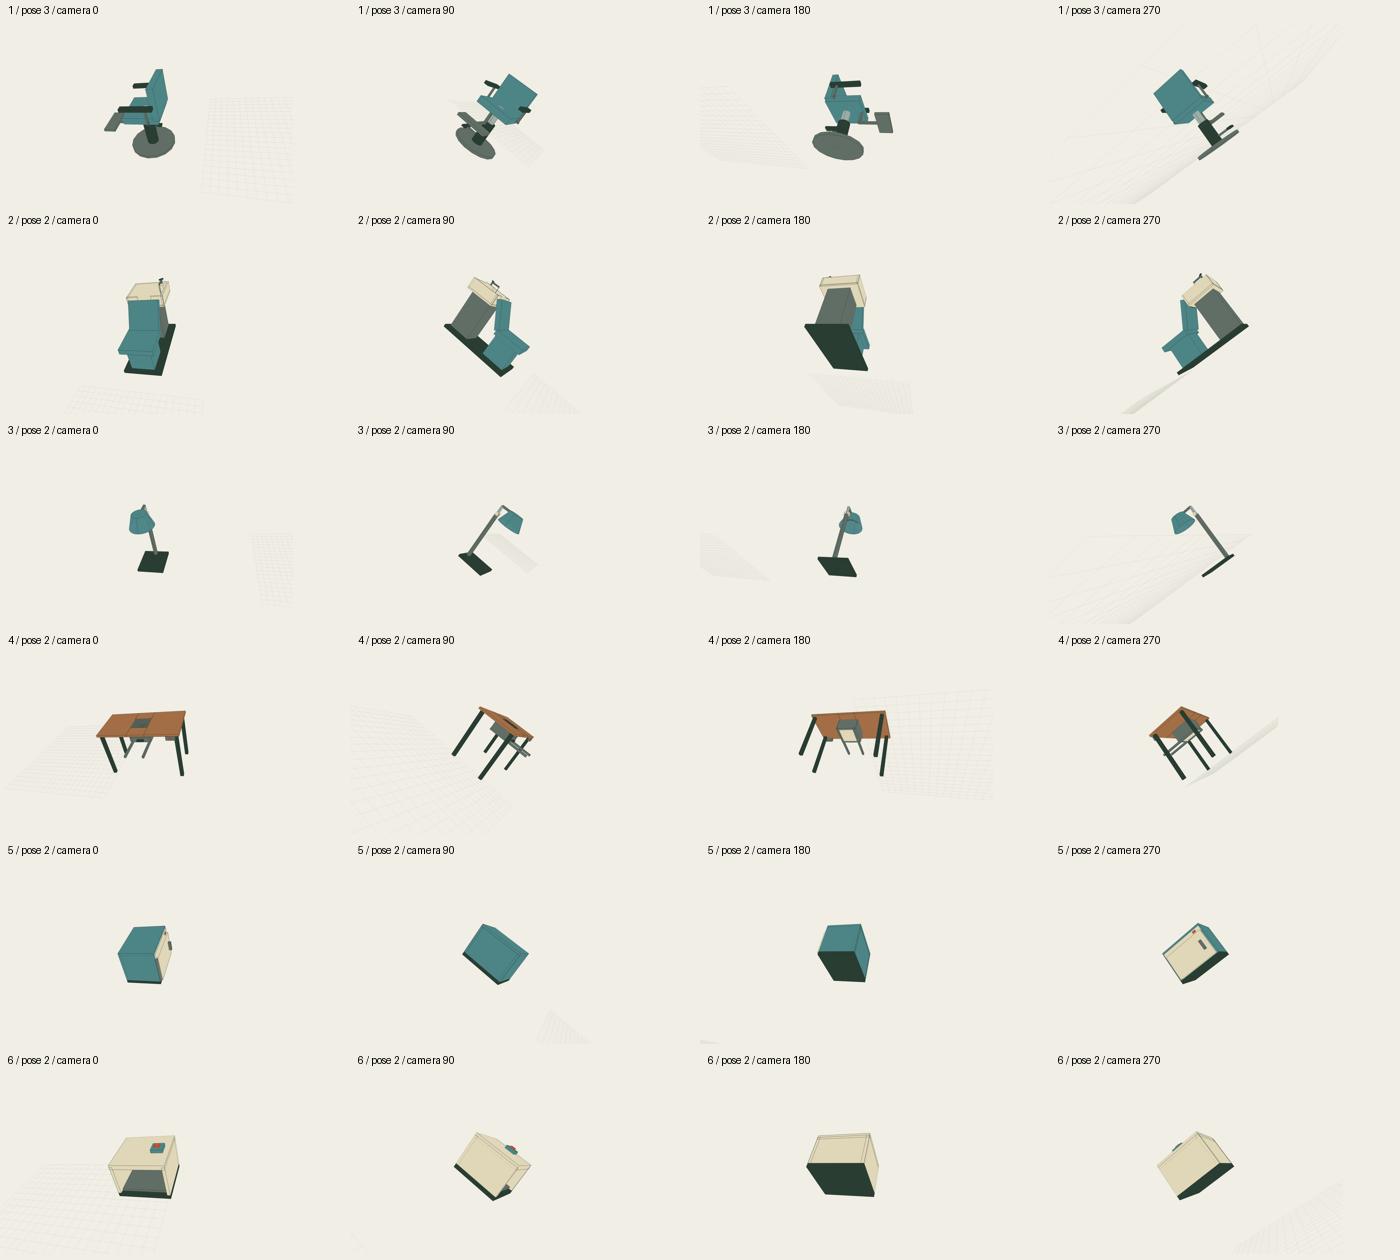 1 / pose 3 / camera 0
1 / pose 3 / camera 90
1 / pose 3 / camera 180
1 / pose 3 / camera 270
2 / pose 2 / camera 0
2 / pose 2 / camera 90
2 / pose 2 / camera 180
2 / pose 2 / camera 270
3 / pose 2 / camera 0
3 / pose 2 / camera 90
3 / pose 2 / camera 180
3 / pose 2 / camera 270
4 / pose 2 / camera 0
4 / pose 2 / camera 90
4 / pose 2 / camera 180
4 / pose 2 / camera 270
5 / pose 2 / camera 0
5 / pose 2 / camera 90
5 / pose 2 / camera 180
5 / pose 2 / camera 270
6 / pose 2 / camera 0
6 / pose 2 / camera 90
6 / pose 2 / camera 180
6 / pose 2 / camera 270